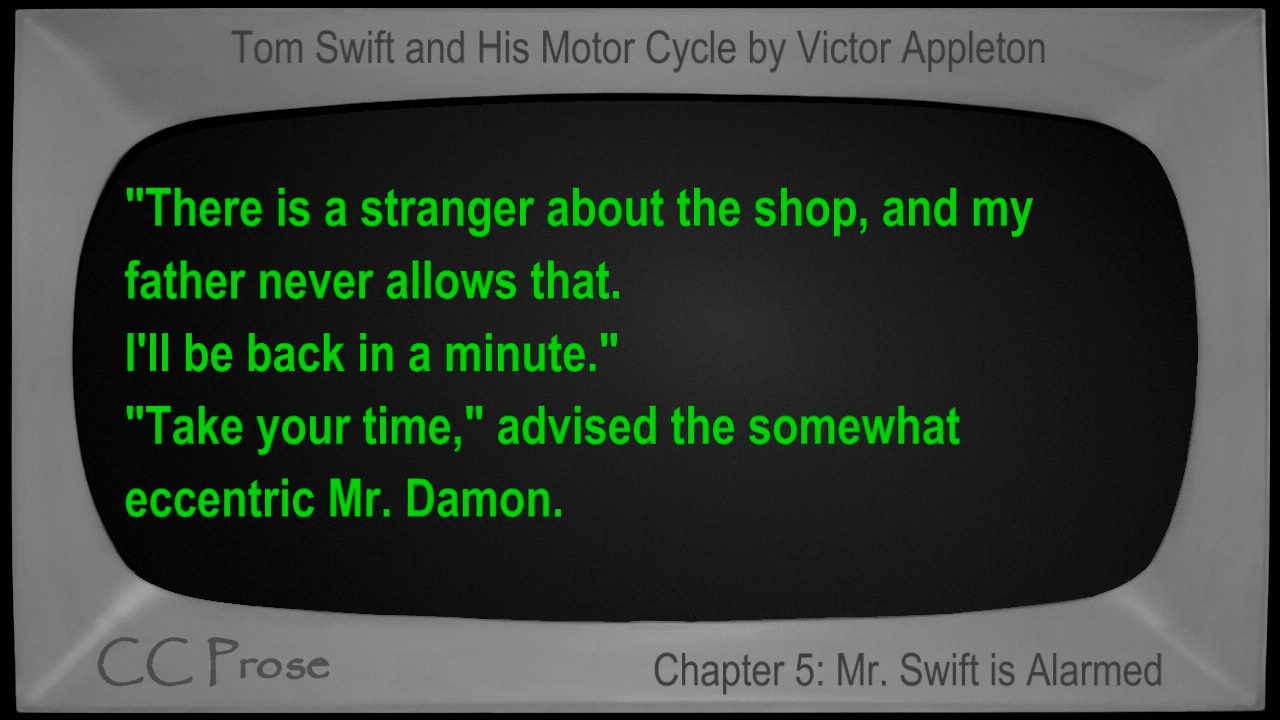 Tom Swift and His Motor Cycle by Victor Appleton
"There is a stranger about the shop, and my
father never allows that.
I'll be back in a minute."
"Take your time," advised the somewhat
eccentric Mr. Damon.
CC Prose
Chapter 5: Mr. Swift is Alarmed